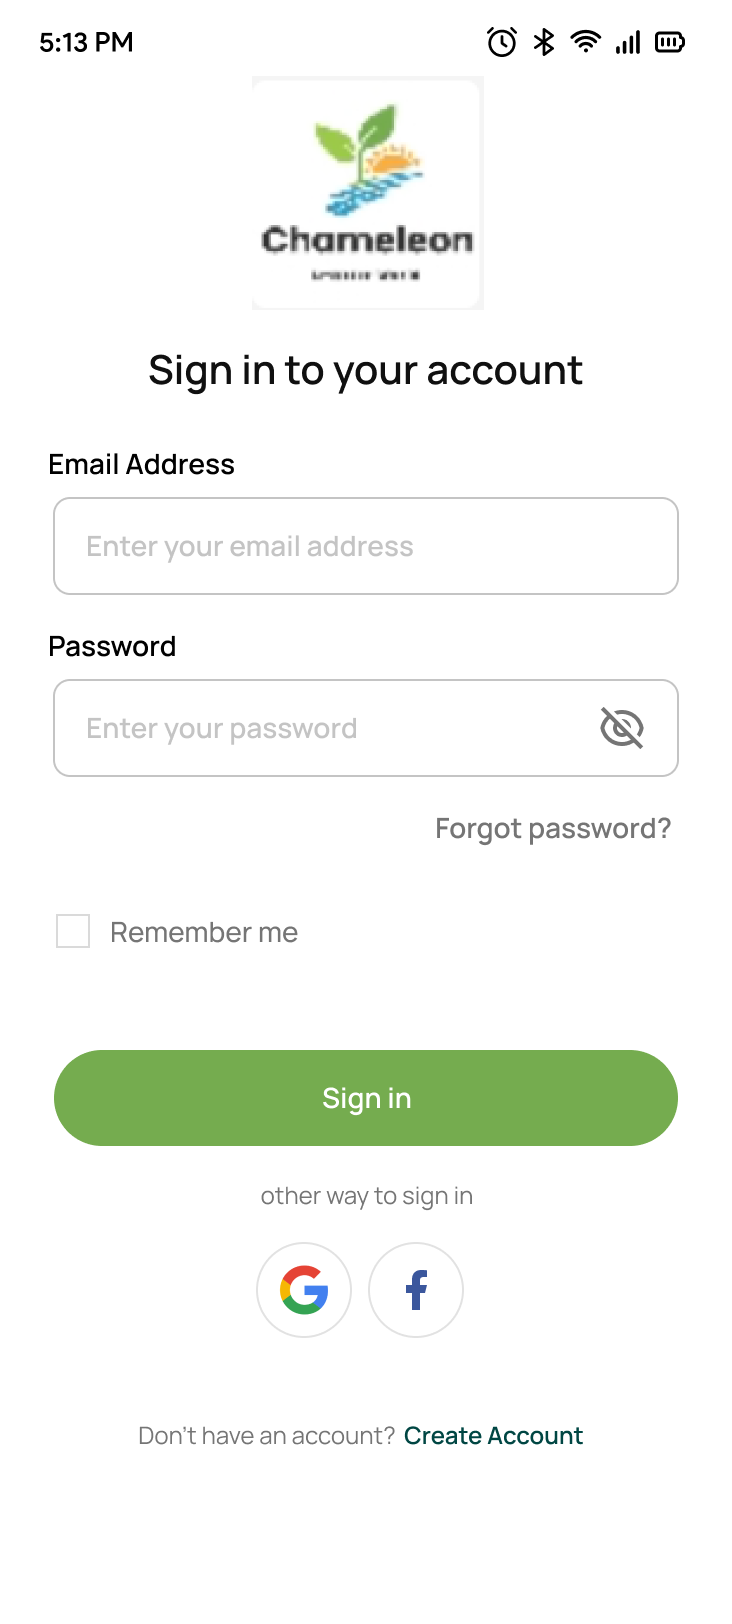 5:13 PM
Chameleon
Sign in to your account
Email Address
Enter your email address
Password
Enter your password
Forgot password?
Remember me
Sign in
other way to sign in
Don't have an account? Create Account